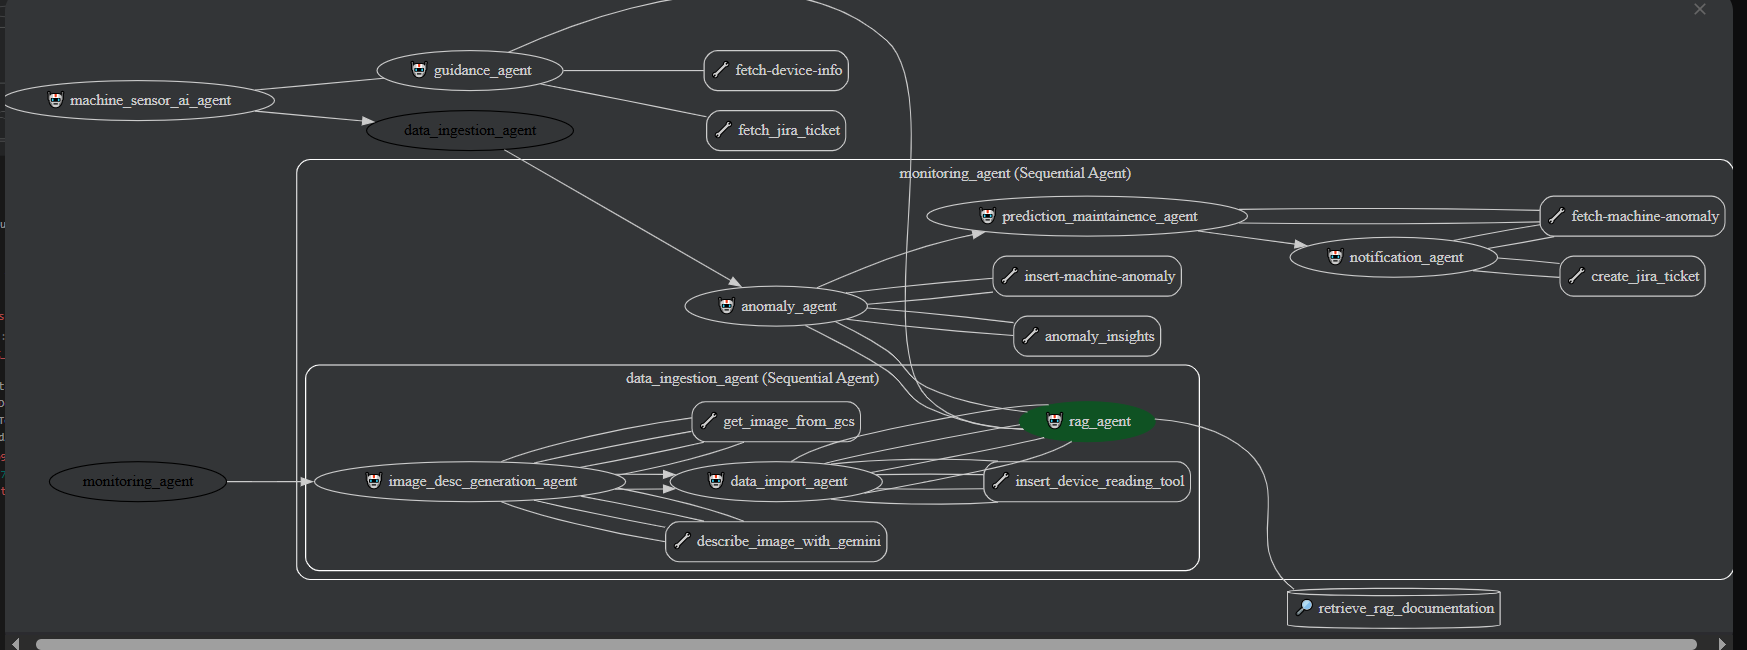 guidance_agent
fetch-device-info
machine_sensor_ai_agent
data_ingestion_agent
fetch_jira_ticket
monitoring_agent (Sequential Agent)
prediction_maintainence_agent
fetch-machine-anomaly
notification_agent
insert-machine-anomaly
create_jira_ticket
anomaly_agent
anomaly_insights
data_ingestion_agent (Sequential Agent)
get_image_from_gcs
rag_agent
monitoring_agent
image_desc_generation_agent
data_import_agent
insert_device_reading_tool
describe_image_with_gemini
retrieve_rag_documentation